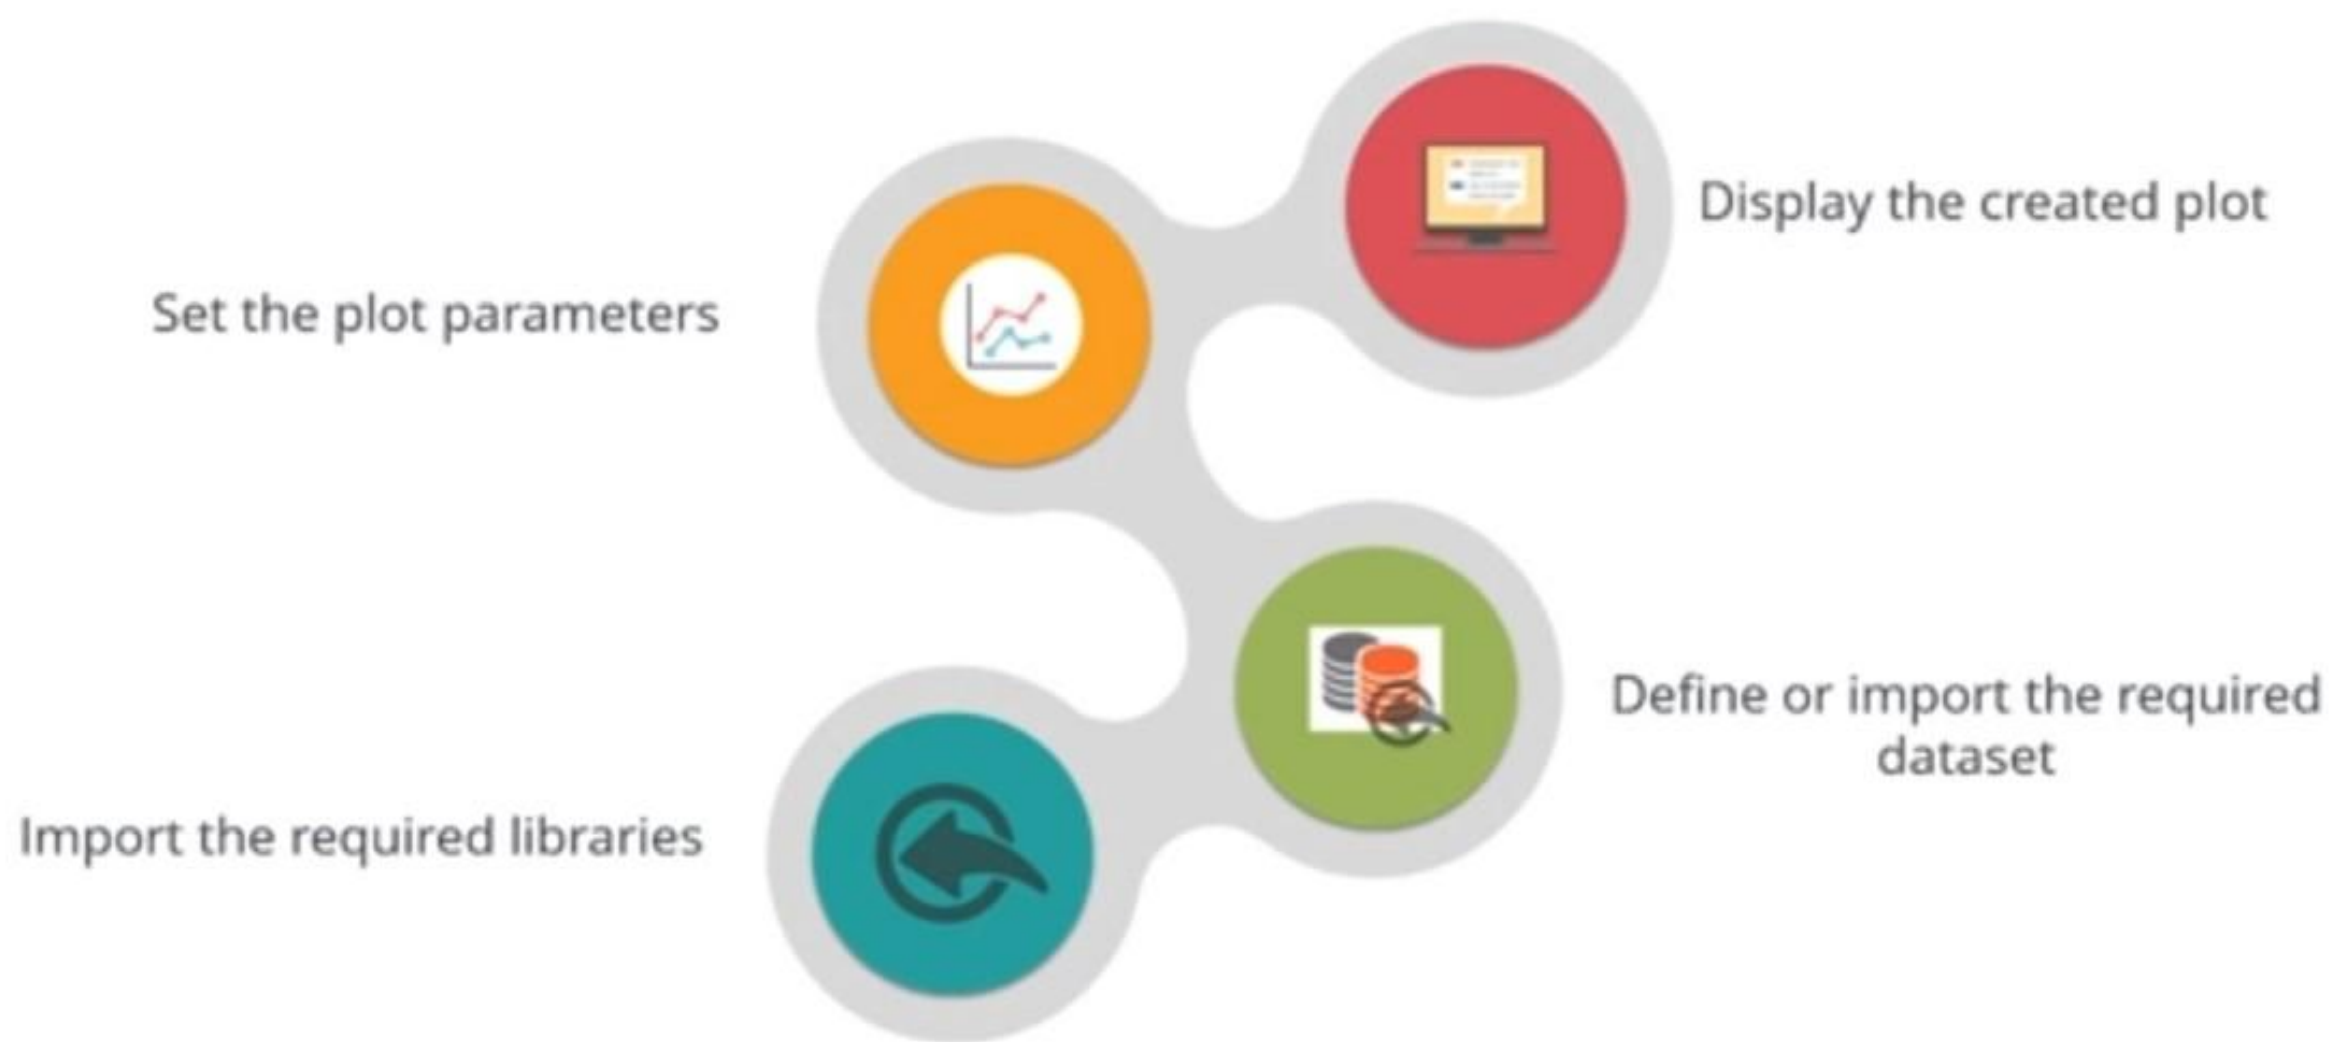 Display the created plot
Set the plot parameters
Define or import the required
dataset
Import the required libraries